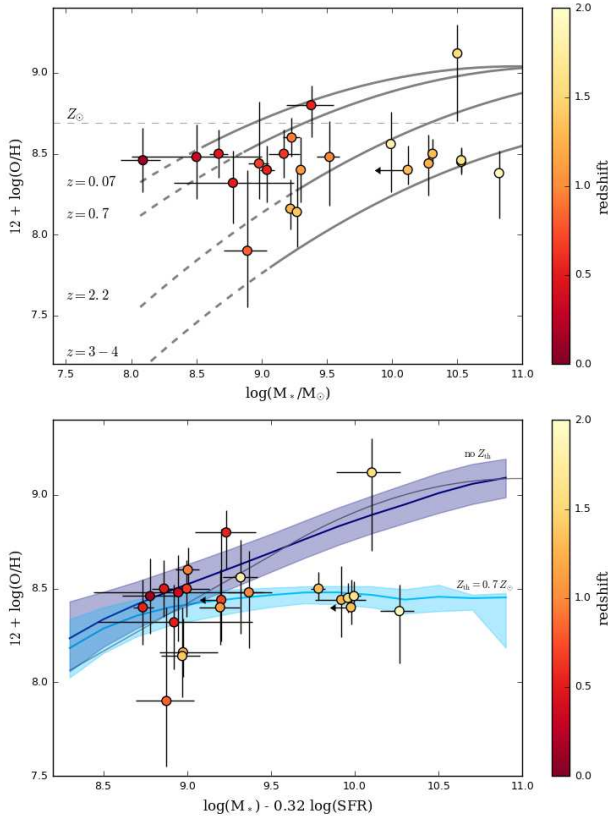 2.0
9.0
Z☉
1.5
8.5
12 + log(O/H)
z = 0.07
1.0
redshift
z = 0.7
8.0
z = 2.2
0.5
7.5
z = 3 − 4
0.0
7.5 8.0 8.5 9.0 9.5 10.0 10.5 11.0
log(M*/M☉)
2.0
no Z_th
9.0
1.5
12 + log(O/H)
8.5
Z_th = 0.7 Z☉
1.0
redshift
8.0
0.5
7.5
0.0
8.5 9.0 9.5 10.0 10.5 11.0
log(M*) - 0.32 log(SFR)